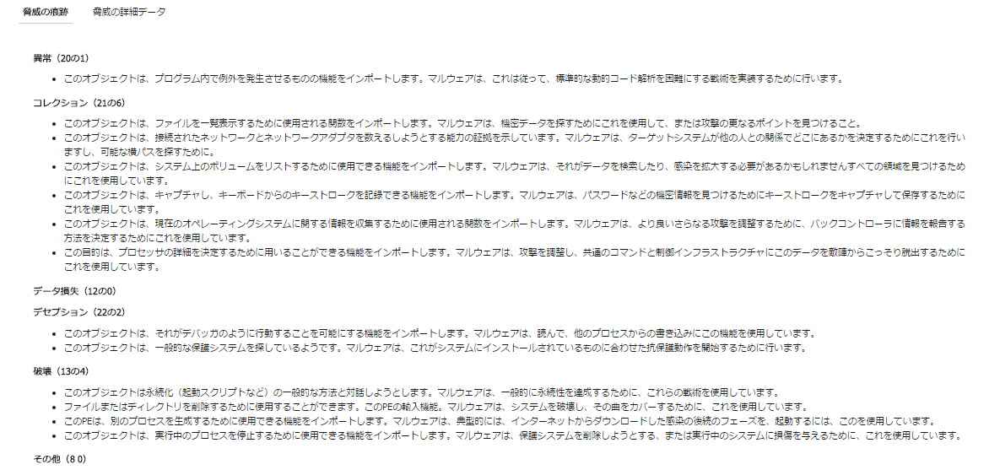 脅威の痕跡　脅威の詳細データ
異常（20の1）
• このオブジェクトは、プログラム内で例外を発生させるものの機能をインポートします。マルウェアは、これは従って、標準的な動的コード解析を困難にする戦術を実装するために行います。
コレクション（21の6）
• このオブジェクトは、ファイルを一覧表示するために使用される関数をインポートします。マルウェアは、機密データを探すためにこれを使用して、または攻撃の更なるポイントを見つけること。
• このオブジェクトは、接続されたネットワークとネットワークアダプタを数えるしようとする能力の証拠を示しています。マルウェアは、ターゲットシステムが他の人との関係でどこにあるかを決定するためにこれを行い
ますし、可能な横パスを探すために。
• このオブジェクトは、システム上のボリュームをリストするために使用できる機能をインポートします。マルウェアは、それがデータを検索したり、感染を拡大する必要があるかもしれませんすべての領域を見つけるため
にこれを使用しています。
• このオブジェクトは、キャプチャし、キーボードからのキーストロークを記録できる機能をインポートします。マルウェアは、パスワードなどの機密情報を見つけるためにキーストロークをキャプチャして保存するために
これを使用しています。
• このオブジェクトは、現在のオペレーティングシステムに関する情報を収集するために使用される関数をインポートします。マルウェアは、より良いさらなる攻撃を調整するために、バックコントローラに情報を報告する
方法を決定するためにこれを使用しています。
• この目的は、プロセッサの詳細を決定するために用いることができる機能をインポートします。マルウェアは、攻撃を調整し、共通のコマンドと制御インフラストラクチャにこのデータを敵陣からこっそり脱出するために
これを使用しています。
データ損失（12の0）
デセプション（22の2）
• このオブジェクトは、それがデバッガのように行動することを可能にする機能をインポートします。マルウェアは、読んで、他のプロセスからの書き込みにこの機能を使用しています。
• このオブジェクトは、一般的な保護システムを探しているようです。マルウェアは、これがシステムにインストールされているものに合わせた抗保護動作を開始するために行います。
破壊（13の4）
• このオブジェクトは永続化（起動スクリプトなど）の一般的な方法と対話しようとします。マルウェアは、一般的に永続性を達成するために、これらの戦術を使用しています。
• ファイルまたはディレクトリを削除するために使用することができます。このPEの輸入機能。マルウェアは、システムを破壊し、その曲をカバーするために、これを使用しています。
• このPEは、別のプロセスを生成するために使用できる機能をインポートします。マルウェアは、典型的には、インターネットからダウンロードした感染の後続のフェーズを、起動するには、このを使用しています。
• このオブジェクトは、実行中のプロセスを停止するために使用できる機能をインポートします。マルウェアは、保護システムを削除しようとする、または実行中のシステムに損傷を与えるために、これを使用しています。
その他（8 0）